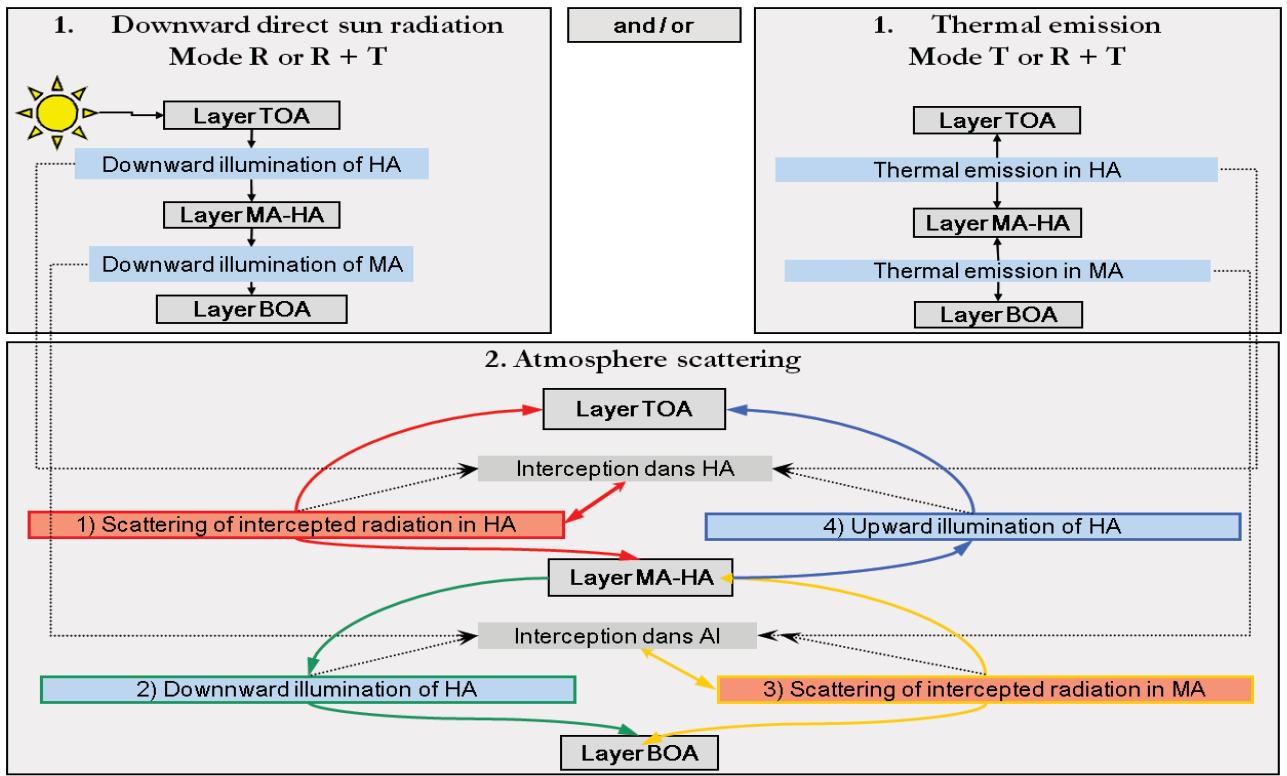 1. Downward direct sun radiation
Mode R or R + T
Layer TOA
Downward illumination of HA
Layer MA-HA
Downward illumination of MA
Layer BOA
and / or
1. Thermal emission
Mode T or R + T
Layer TOA
Thermal emission in HA
Layer MA-HA
Thermal emission in MA
Layer BOA
2. Atmosphere scattering
Layer TOA
Interception dans HA
1) Scattering of intercepted radiation in HA
4) Upward illumination of HA
Layer MA-HA
Interception dans AI
2) Downnward illumination of HA
3) Scattering of intercepted radiation in MA
Layer BOA